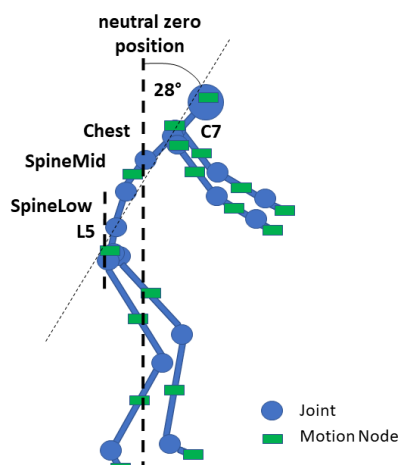 neutral zero
position
28°
Chest
C7
SpineMid
SpineLow
L5
Joint
Motion Node